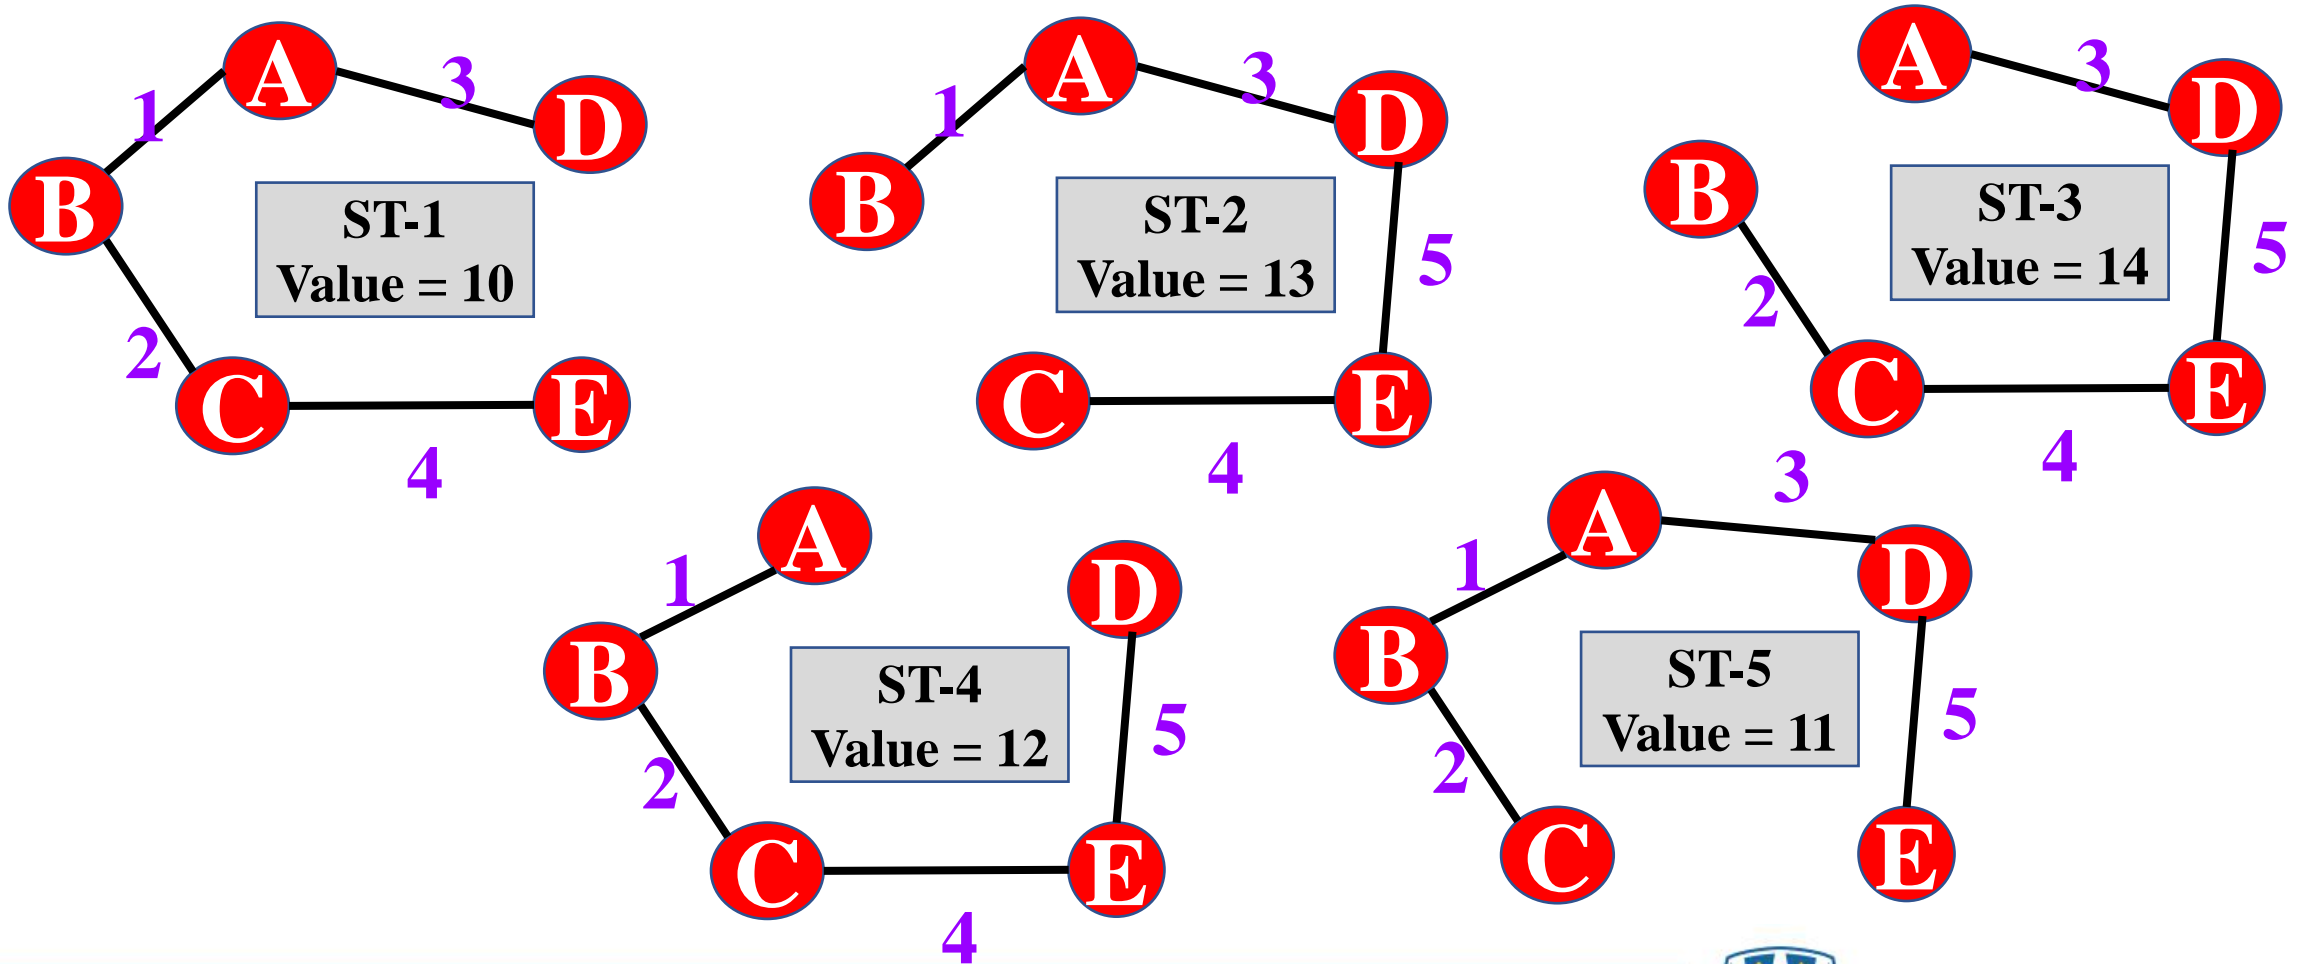 A
3
D
1
B
ST-1
Value = 10
2
C
E
4
A
3
D
1
B
ST-2
Value = 13
5
C
E
4
A
3
D
B
ST-3
Value = 14
5
2
C
E
4
A
D
1
B
ST-4
Value = 12
5
2
C
E
4
3
A
D
1
B
ST-5
Value = 11
5
2
C
E